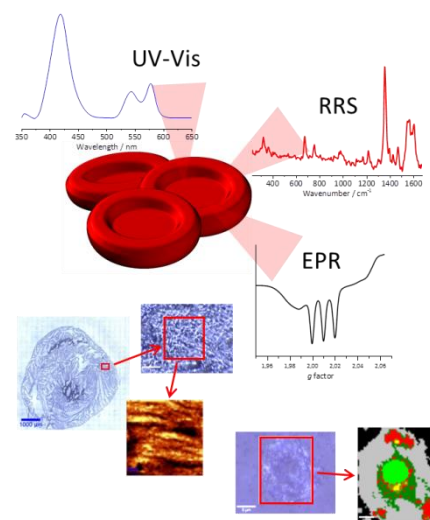 UV-Vis
350 400 450 500 550 600 650
Wavelength / nm
RRS
400 600 800 1000 1200 1400 1600
Wavenumber / cm⁻¹
EPR
1,96 1,98 2,00 2,02 2,04 2,06
g factor
1000 µm